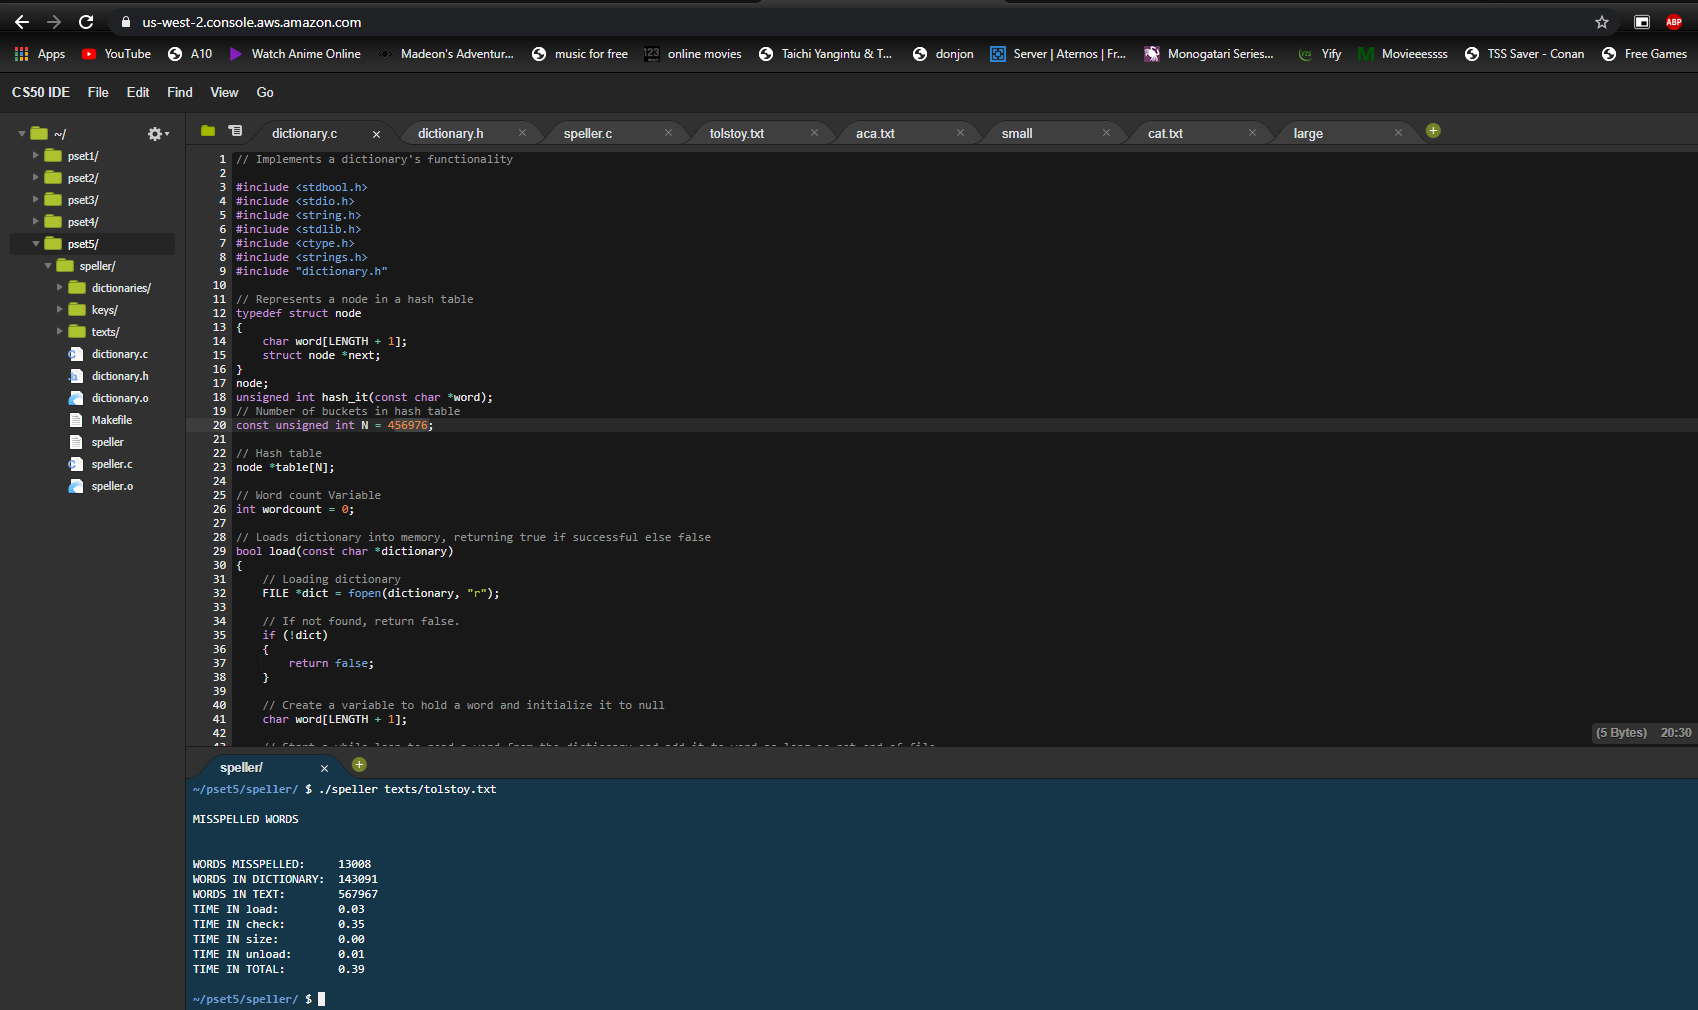 us-west-2.console.aws.amazon.com
ABP
Apps YouTube A10 Watch Anime Online Madeon's Adventur... music for free 123 online movies Taichi Yangintu & T... donjon Server | Aternos | Fr... Monogatari Series... Yify Movieeessss TSS Saver - Conan Free Games
CS50 IDE File Edit Find View Go
~/
pset1/
pset2/
pset3/
pset4/
pset5/
speller/
dictionaries/
keys/
texts/
dictionary.c
dictionary.h
dictionary.o
Makefile
speller
speller.c
speller.o
dictionary.c dictionary.h speller.c tolstoy.txt aca.txt small cat.txt large
1 // Implements a dictionary's functionality
2
3 #include <stdbool.h>
4 #include <stdio.h>
5 #include <string.h>
6 #include <stdlib.h>
7 #include <ctype.h>
8 #include <strings.h>
9 #include "dictionary.h"
10
11 // Represents a node in a hash table
12 typedef struct node
13 {
14 char word[LENGTH + 1];
15 struct node *next;
16 }
17 node;
18 unsigned int hash_it(const char *word);
19 // Number of buckets in hash table
20 const unsigned int N = 456976;
21
22 // Hash table
23 node *table[N];
24
25 // Word count Variable
26 int wordcount = 0;
27
28 // Loads dictionary into memory, returning true if successful else false
29 bool load(const char *dictionary)
30 {
31 // Loading dictionary
32 FILE *dict = fopen(dictionary, "r");
33
34 // If not found, return false.
35 if (!dict)
36 {
37 return false;
38 }
39
40 // Create a variable to hold a word and initialize it to null
41 char word[LENGTH + 1];
42
(5 Bytes) 20:30
speller/
~/pset5/speller/ $ ./speller texts/tolstoy.txt
MISSPELLED WORDS
WORDS MISSPELLED: 13008
WORDS IN DICTIONARY: 143091
WORDS IN TEXT: 567967
TIME IN load: 0.03
TIME IN check: 0.35
TIME IN size: 0.00
TIME IN unload: 0.01
TIME IN TOTAL: 0.39
~/pset5/speller/ $